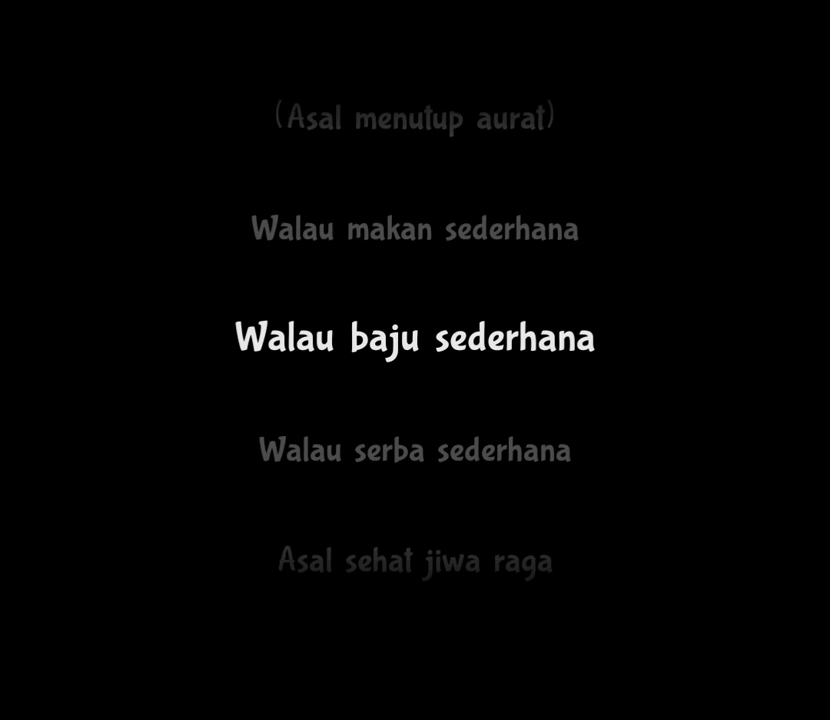 (Asal menutup aurat)
Walau makan sederhana
Walau baju sederhana
Walau serba sederhana
Asal sehat jiwa raga